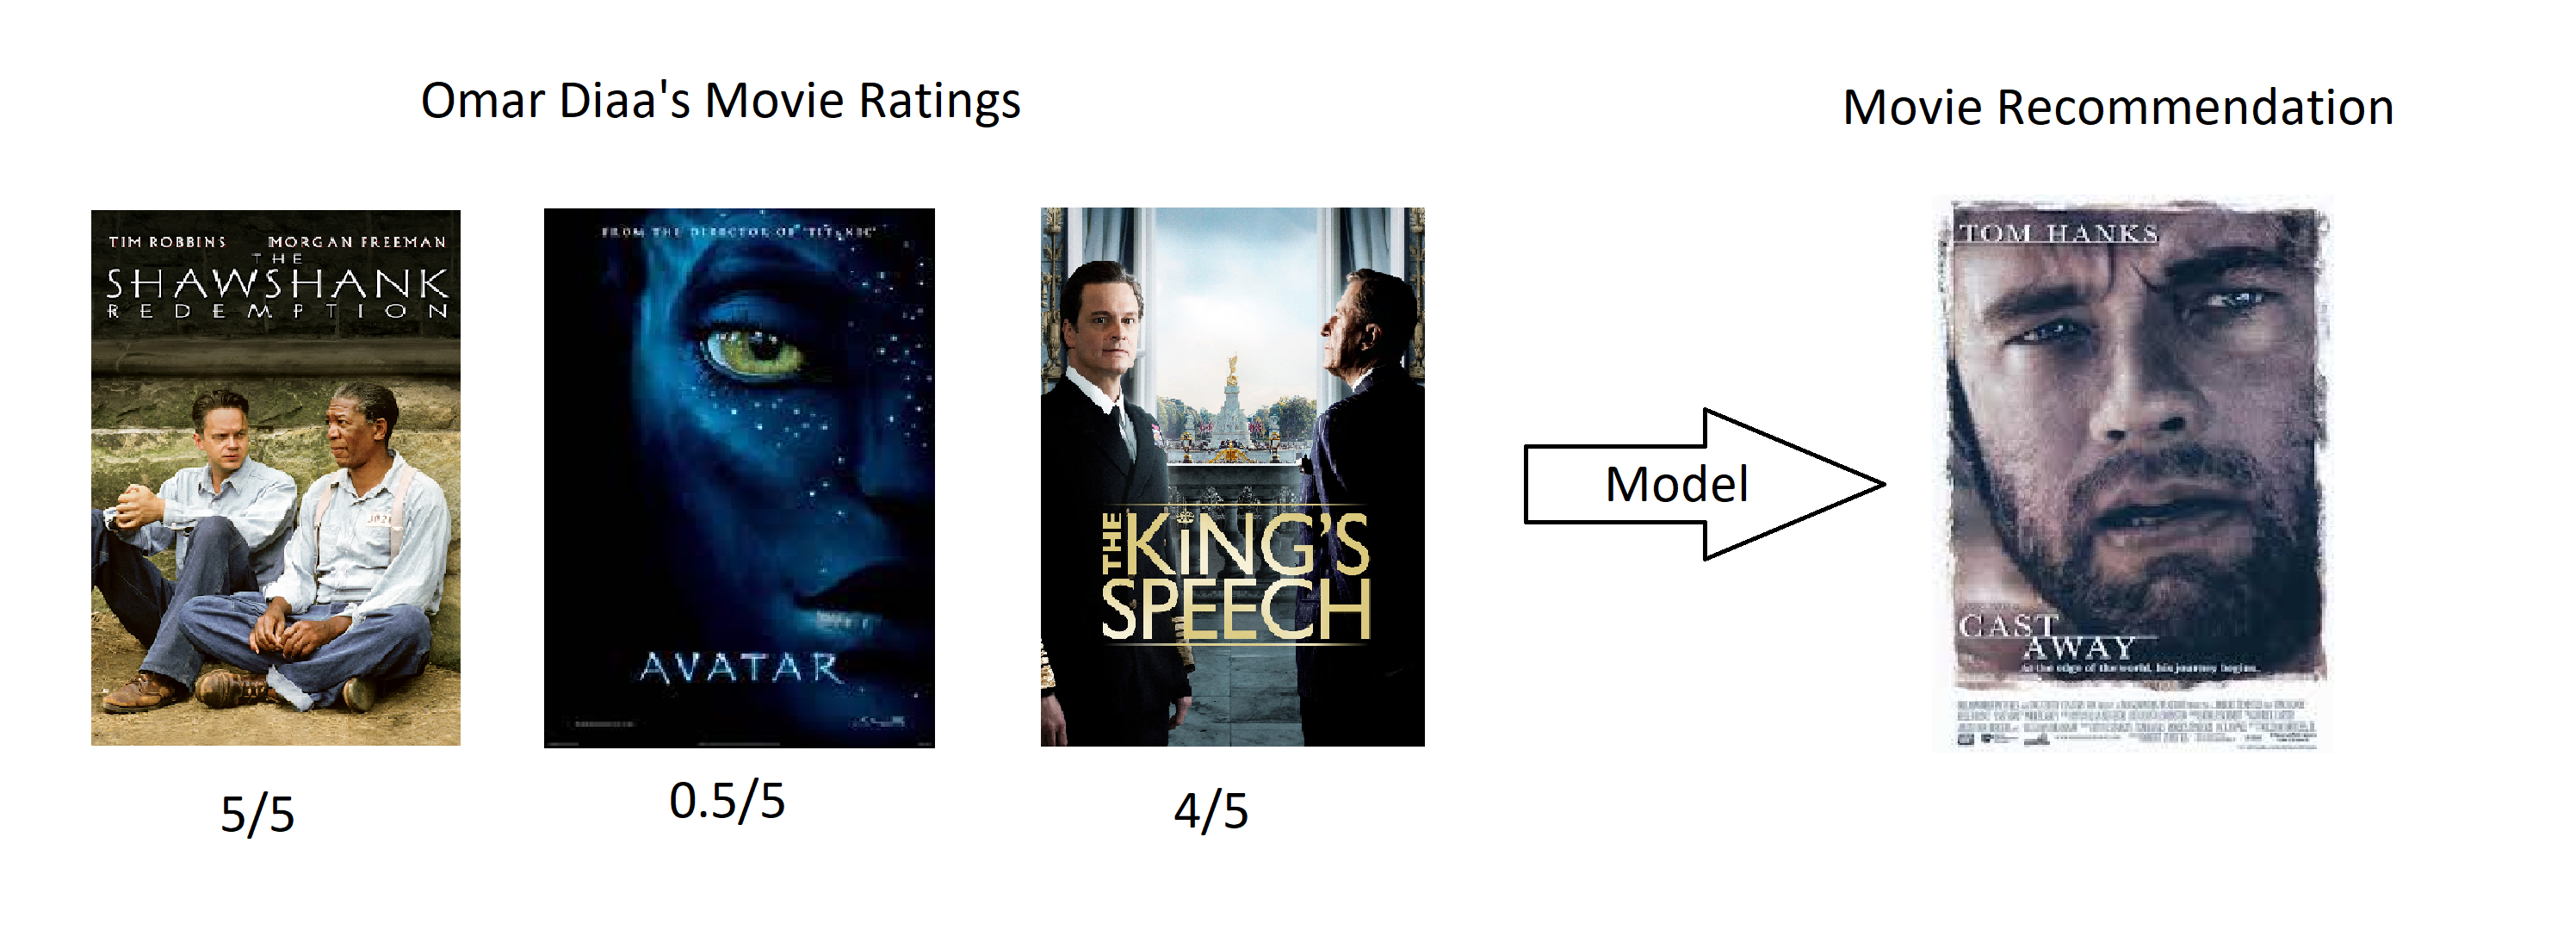 Omar Diaa's Movie Ratings
Movie Recommendation
TIM ROBBINS MORGAN FREEMAN
THE
SHAWSHANK
REDEMPTION
5/5
FROM THE DIRECTOR OF "TITANIC"
AVATAR
0.5/5
THE
KING'S
SPEECH
4/5
Model
TOM HANKS
CAST
AWAY
At the edge of the world, his journey begins.